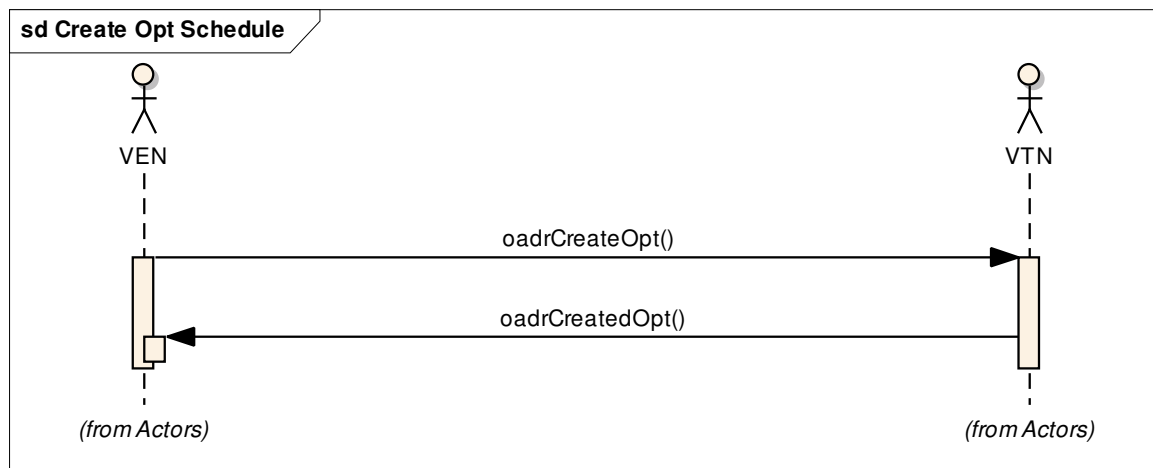 sd Create Opt Schedule
VEN
VTN
oadrCreateOpt()
oadrCreatedOpt()
(from Actors)
(from Actors)